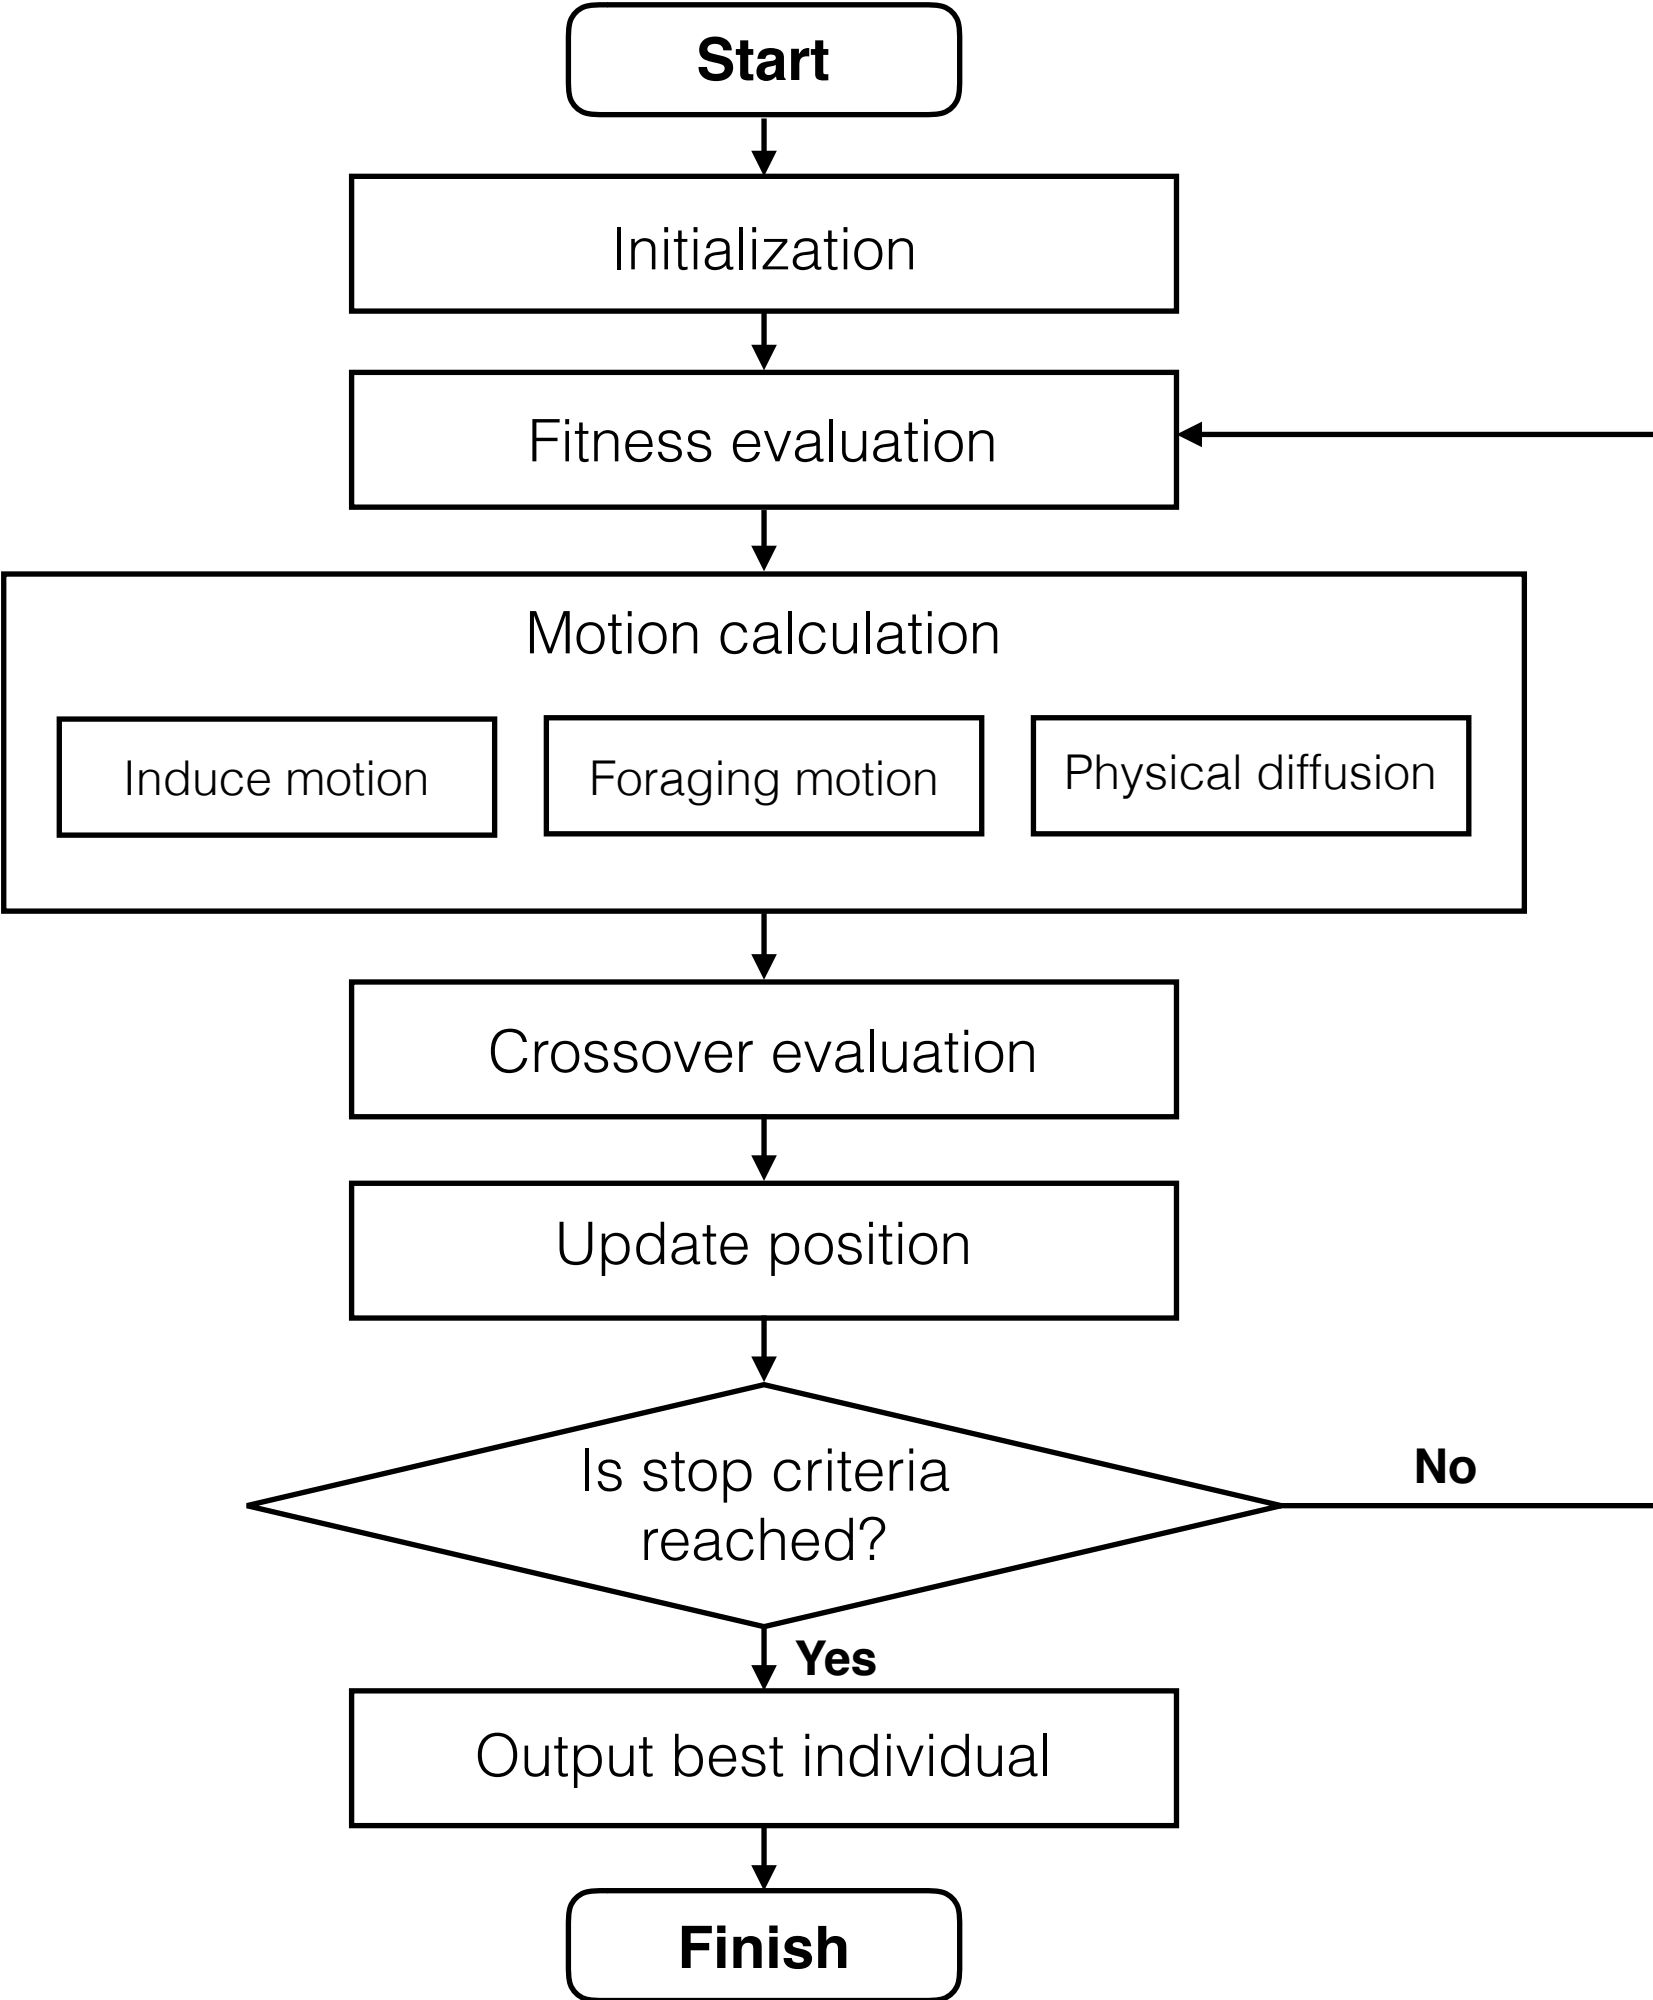 Start
Initialization
Fitness evaluation
Motion calculation
Induce motion
Foraging motion
Physical diffusion
Crossover evaluation
Update position
Is stop criteria
reached?
No
Yes
Output best individual
Finish